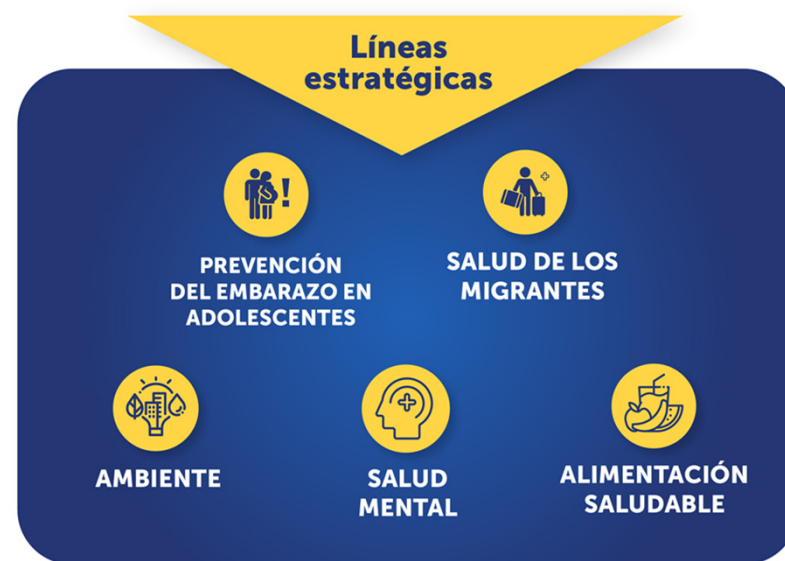 Líneas
estratégicas
PREVENCIÓN
DEL EMBARAZO EN
ADOLESCENTES
SALUD DE LOS
MIGRANTES
AMBIENTE
SALUD
MENTAL
ALIMENTACIÓN
SALUDABLE